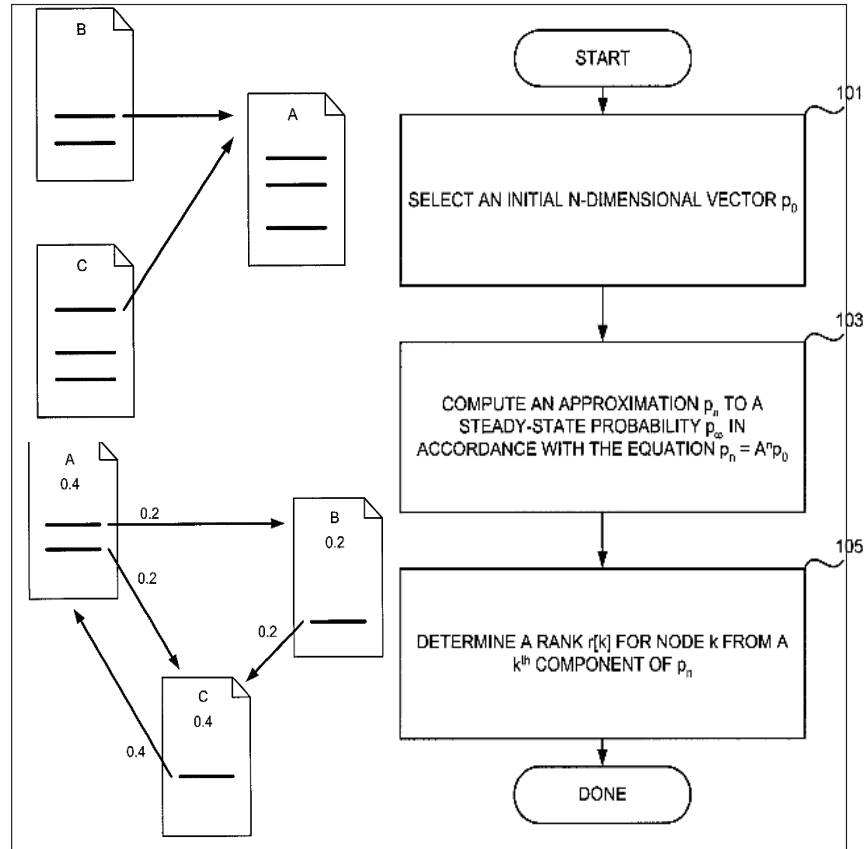 B
A
C
A
0.4
0.2
B
0.2
0.2
0.2
C
0.4
0.4
START
101
SELECT AN INITIAL N-DIMENSIONAL VECTOR p₀
103
COMPUTE AN APPROXIMATION pₙ TO A
STEADY-STATE PROBABILITY p∞ IN
ACCORDANCE WITH THE EQUATION pₙ = Aⁿp₀
105
DETERMINE A RANK r[k] FOR NODE k FROM A
kᵗʰ COMPONENT OF pₙ
DONE